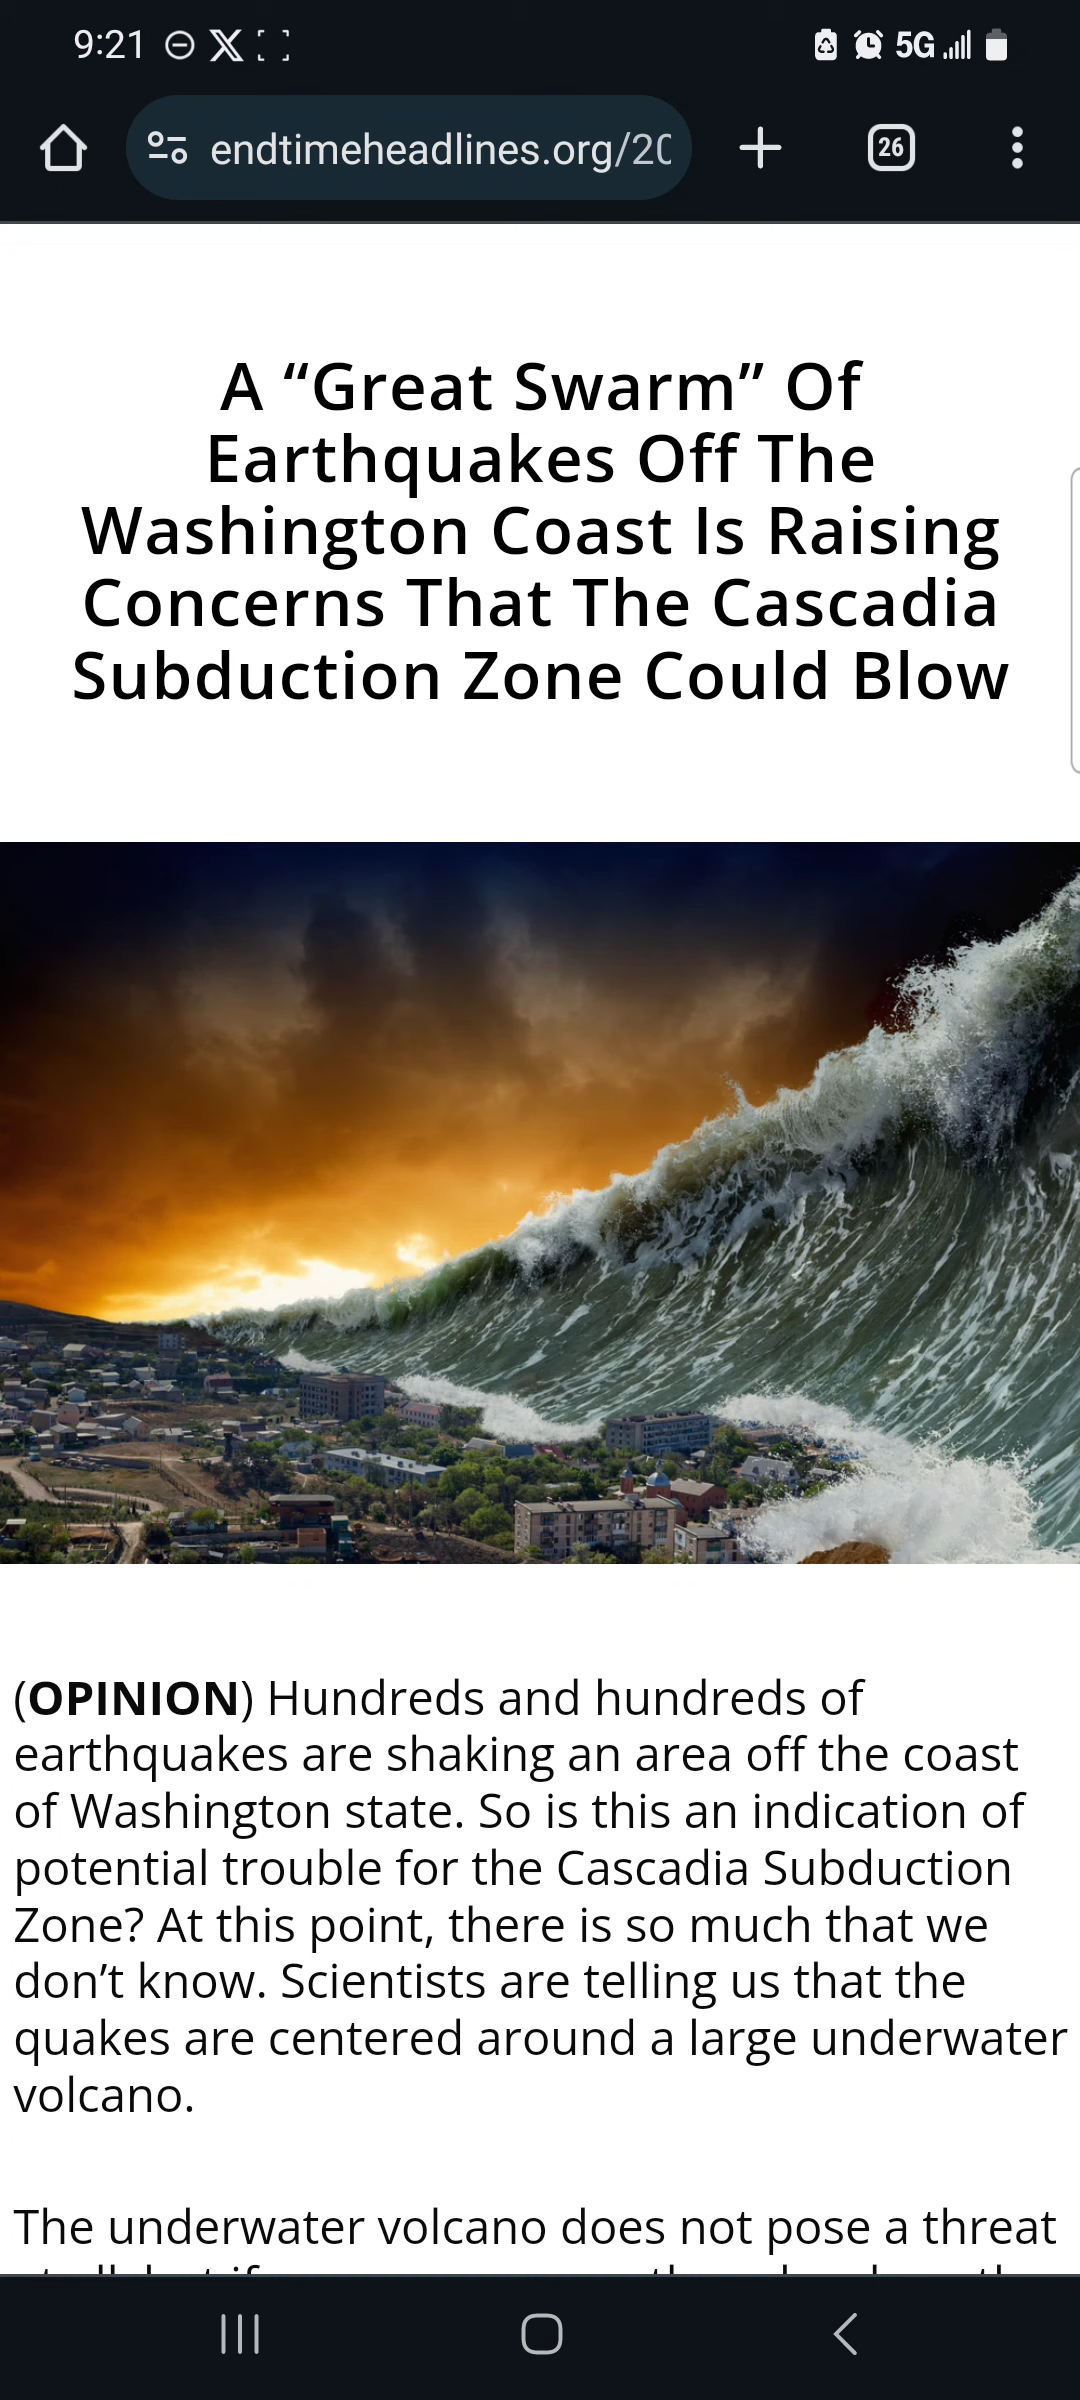 9:21
5G
endtimeheadlines.org/20
26
A “Great Swarm” Of
Earthquakes Off The
Washington Coast Is Raising
Concerns That The Cascadia
Subduction Zone Could Blow
(OPINION) Hundreds and hundreds of
earthquakes are shaking an area off the coast
of Washington state. So is this an indication of
potential trouble for the Cascadia Subduction
Zone? At this point, there is so much that we
don’t know. Scientists are telling us that the
quakes are centered around a large underwater
volcano.
The underwater volcano does not pose a threat